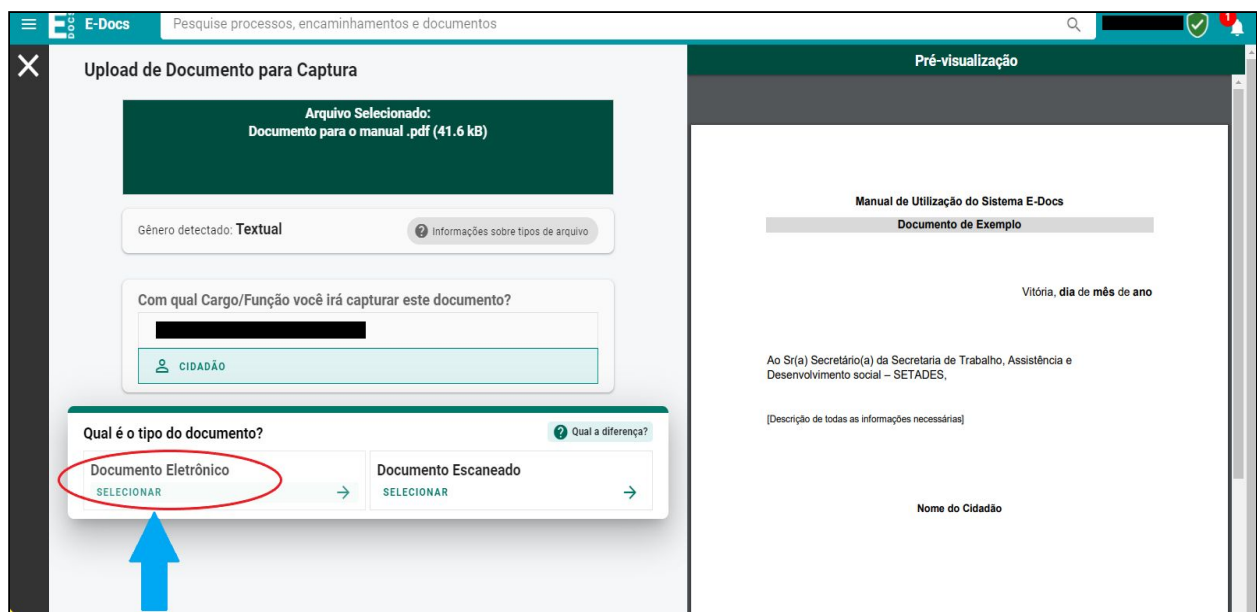 E-Docs
Pesquise processos, encaminhamentos e documentos
1
Upload de Documento para Captura
Arquivo Selecionado:
Documento para o manual .pdf (41.6 kB)
Gênero detectado: Textual
Informações sobre tipos de arquivo
Com qual Cargo/Função você irá capturar este documento?
CIDADÃO
Qual é o tipo do documento?
Qual a diferença?
Documento Eletrônico
SELECIONAR
Documento Escaneado
SELECIONAR
Pré-visualização
Manual de Utilização do Sistema E-Docs
Documento de Exemplo
Vitória, dia de mês de ano
Ao Sr(a) Secretário(a) da Secretaria de Trabalho, Assistência e
Desenvolvimento social – SETADES,
[Descrição de todas as informações necessárias]
Nome do Cidadão